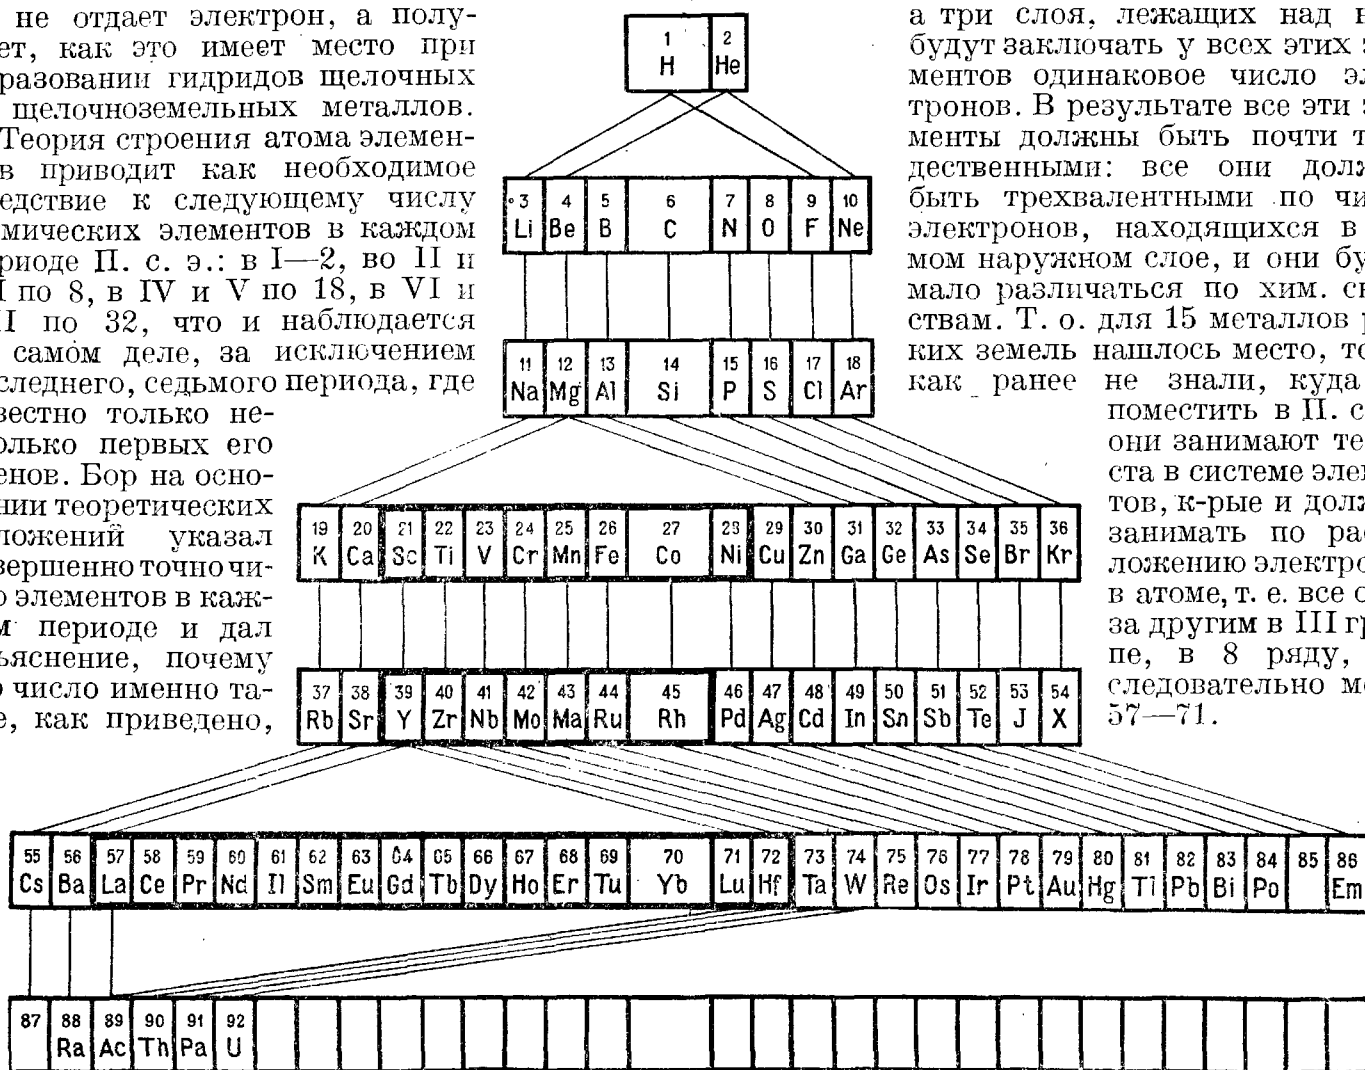 не отдает электрон, а полу-
ет, как это имеет место при
разовании гидридов щелочных
щелочноземельных металлов.
Теория строения атома элемен-
в приводит как необходимое
едствие к следующему числу
мических элементов в каждом
риоде П. с. э.: в I—2, во II и
I по 8, в IV и V по 18, в VI и
II по 32, что и наблюдается
самом деле, за исключением
следнего, седьмого периода, где
вестно только не-
олько первых его
енов. Бор на осно-
нии теоретических
ложений указал
вершенно точно чи-
о элементов в каж-
м периоде и дал
ъяснение, почему
о число именно та-
е, как приведено,
1 2
H He
3 4 5 6 7 8 9 10
Li Be B C N O F Ne
11 12 13 14 15 16 17 18
Na Mg Al Si P S Cl Ar
19 20 21 22 23 24 25 26 27 28 29 30 31 32 33 34 35 36
K Ca Sc Ti V Cr Mn Fe Co Ni Cu Zn Ga Ge As Se Br Kr
37 38 39 40 41 42 43 44 45 46 47 48 49 50 51 52 53 54
Rb Sr Y Zr Nb Mo Ma Ru Rh Pd Ag Cd In Sn Sb Te J X
55 56 57 58 59 60 61 62 63 64 65 66 67 68 69 70 71 72 73 74 75 76 77 78 79 80 81 82 83 84 85 86
Cs Ba La Ce Pr Nd Il Sm Eu Gd Tb Dy Ho Er Tu Yb Lu Hf Ta W Re Os Ir Pt Au Hg Tl Pb Bi Po Em
87 88 89 90 91 92
Ra Ac Th Pa U
а три слоя, лежащих над н
будут заключать у всех этих э
ментов одинаковое число эл
тронов. В результате все эти э
менты должны быть почти т
дественными: все они долж
быть трехвалентными по чи
электронов, находящихся в
мом наружном слое, и они бу
мало различаться по хим. св
ствам. Т. о. для 15 металлов р
ких земель нашлось место, то
как ранее не знали, куда
поместить в П. с
они занимают те
ста в системе элем
тов, к-рые и долж
занимать по рас
ложению электро
в атоме, т. е. все о
за другим в III гр
пе, в 8 ряду,
следовательно ме
57—71.